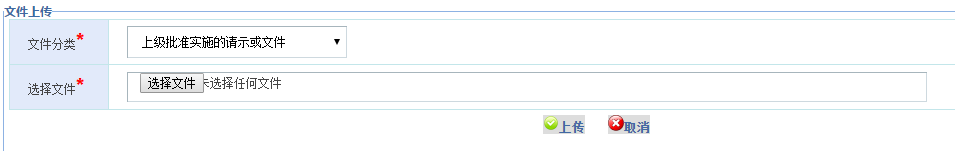 文件上传
文件分类*
上级批准实施的请示或文件
选择文件*
选择文件 未选择任何文件
上传 取消